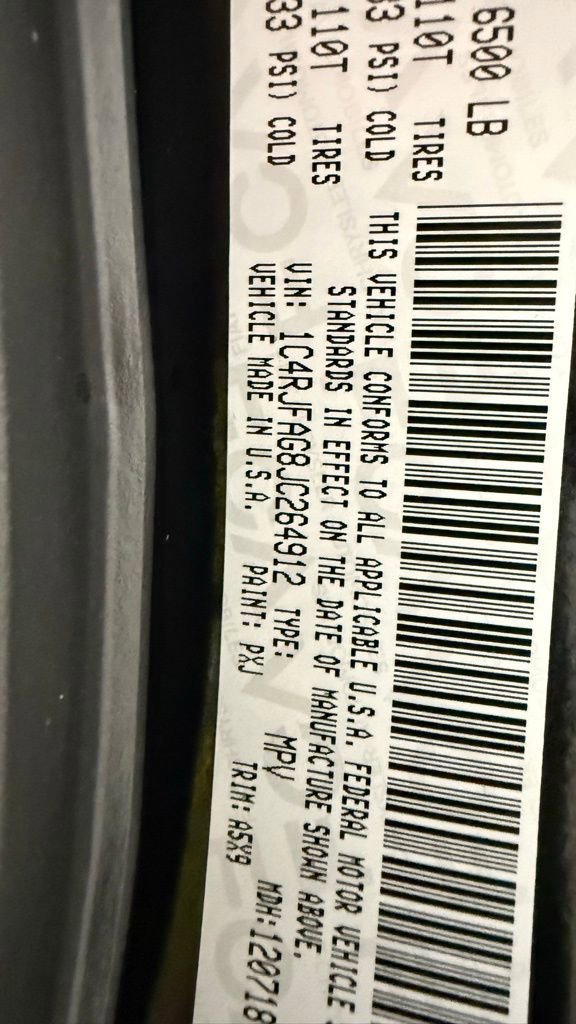 6500 LB
110T TIRES
33 PSI) COLD
110T TIRES
33 PSI) COLD
THIS VEHICLE CONFORMS TO ALL APPLICABLE U.S.A. FEDERAL MOTOR VEHICLE
STANDARDS IN EFFECT ON THE DATE OF MANUFACTURE SHOWN ABOVE.
VIN: 1C4RJFAG8JC264912 TYPE: MPV MDH:120718
VEHICLE MADE IN U.S.A. PAINT: PXJ TRIM: A5X9